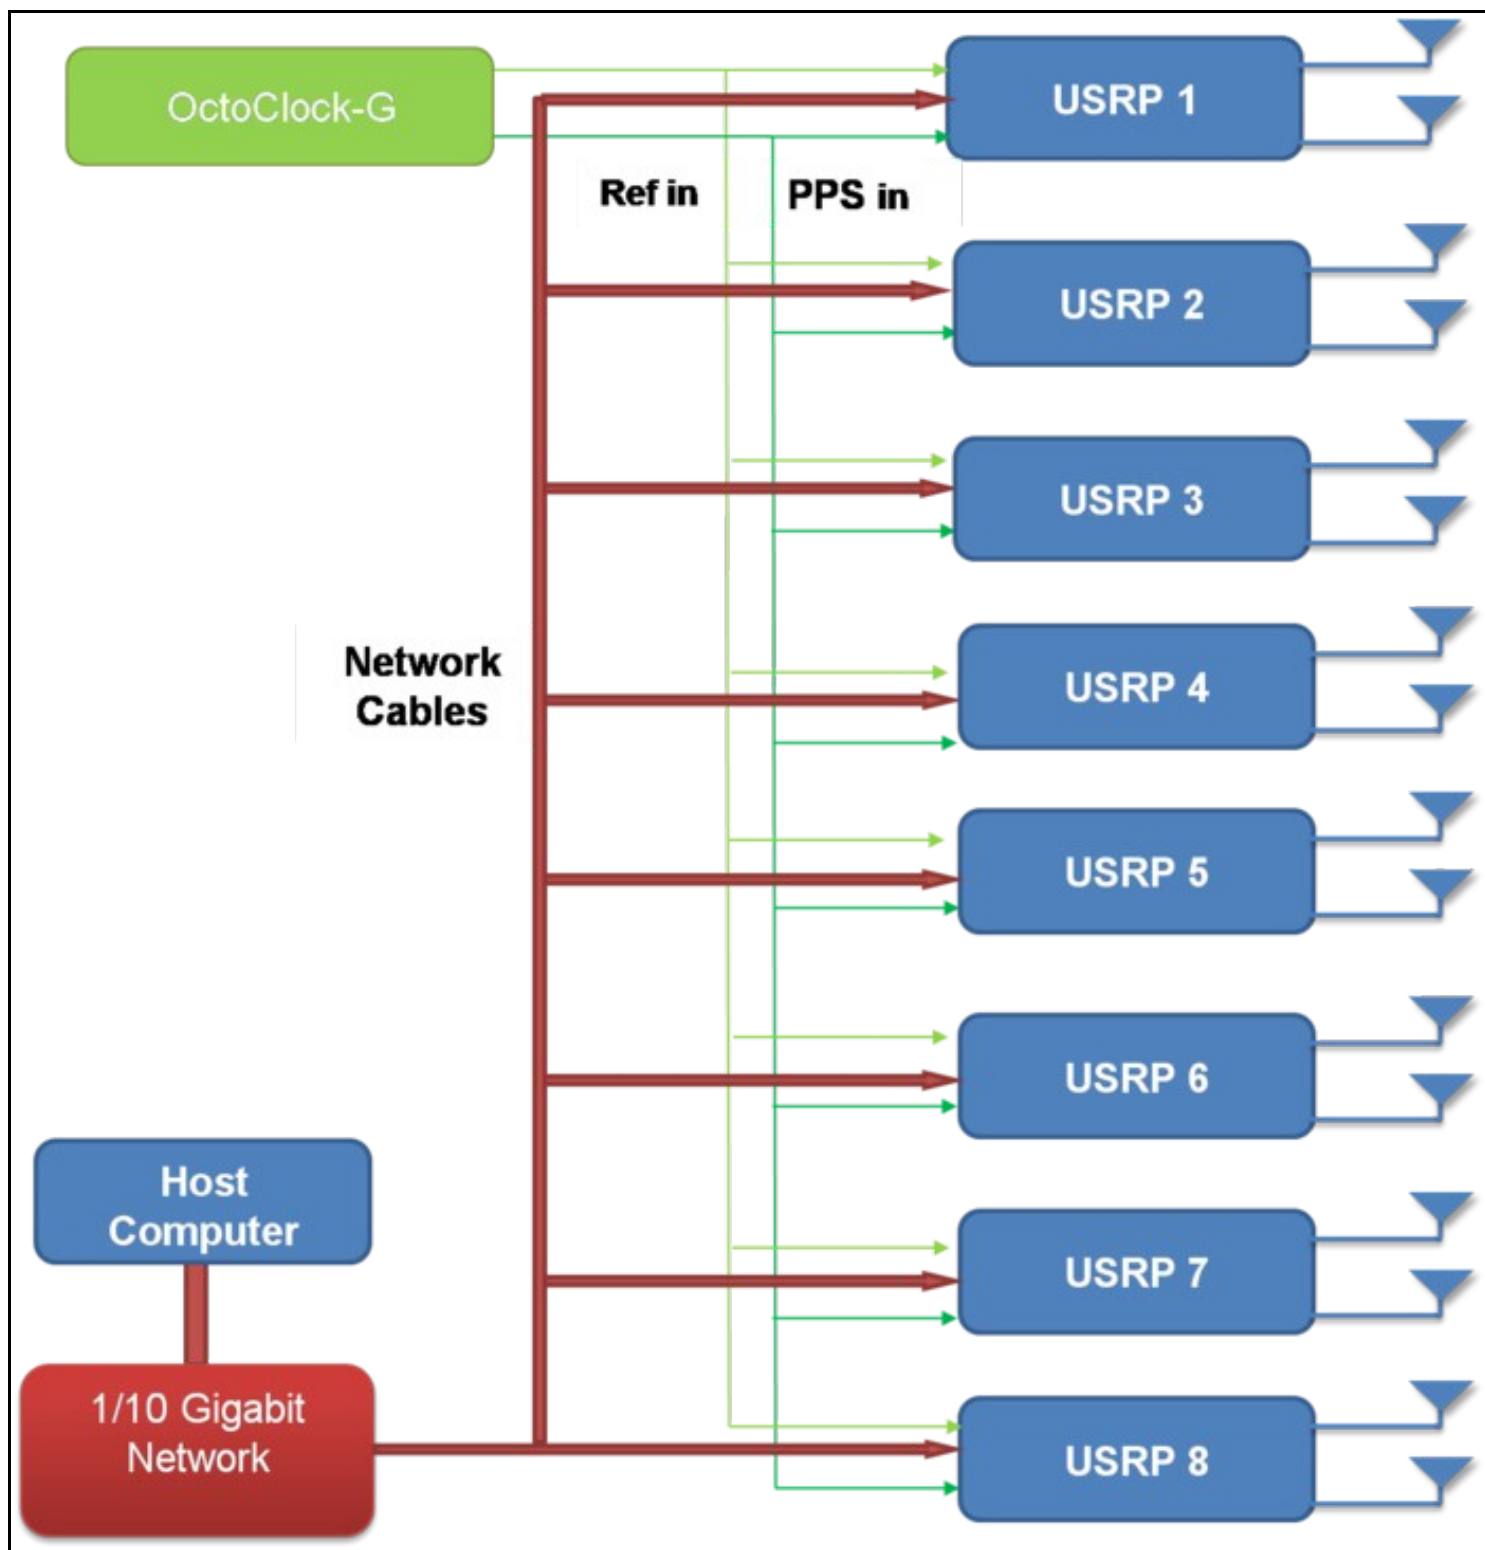 OctoClock-G
USRP 1
Ref in
PPS in
USRP 2
USRP 3
Network
Cables
USRP 4
USRP 5
USRP 6
Host
Computer
USRP 7
1/10 Gigabit
Network
USRP 8